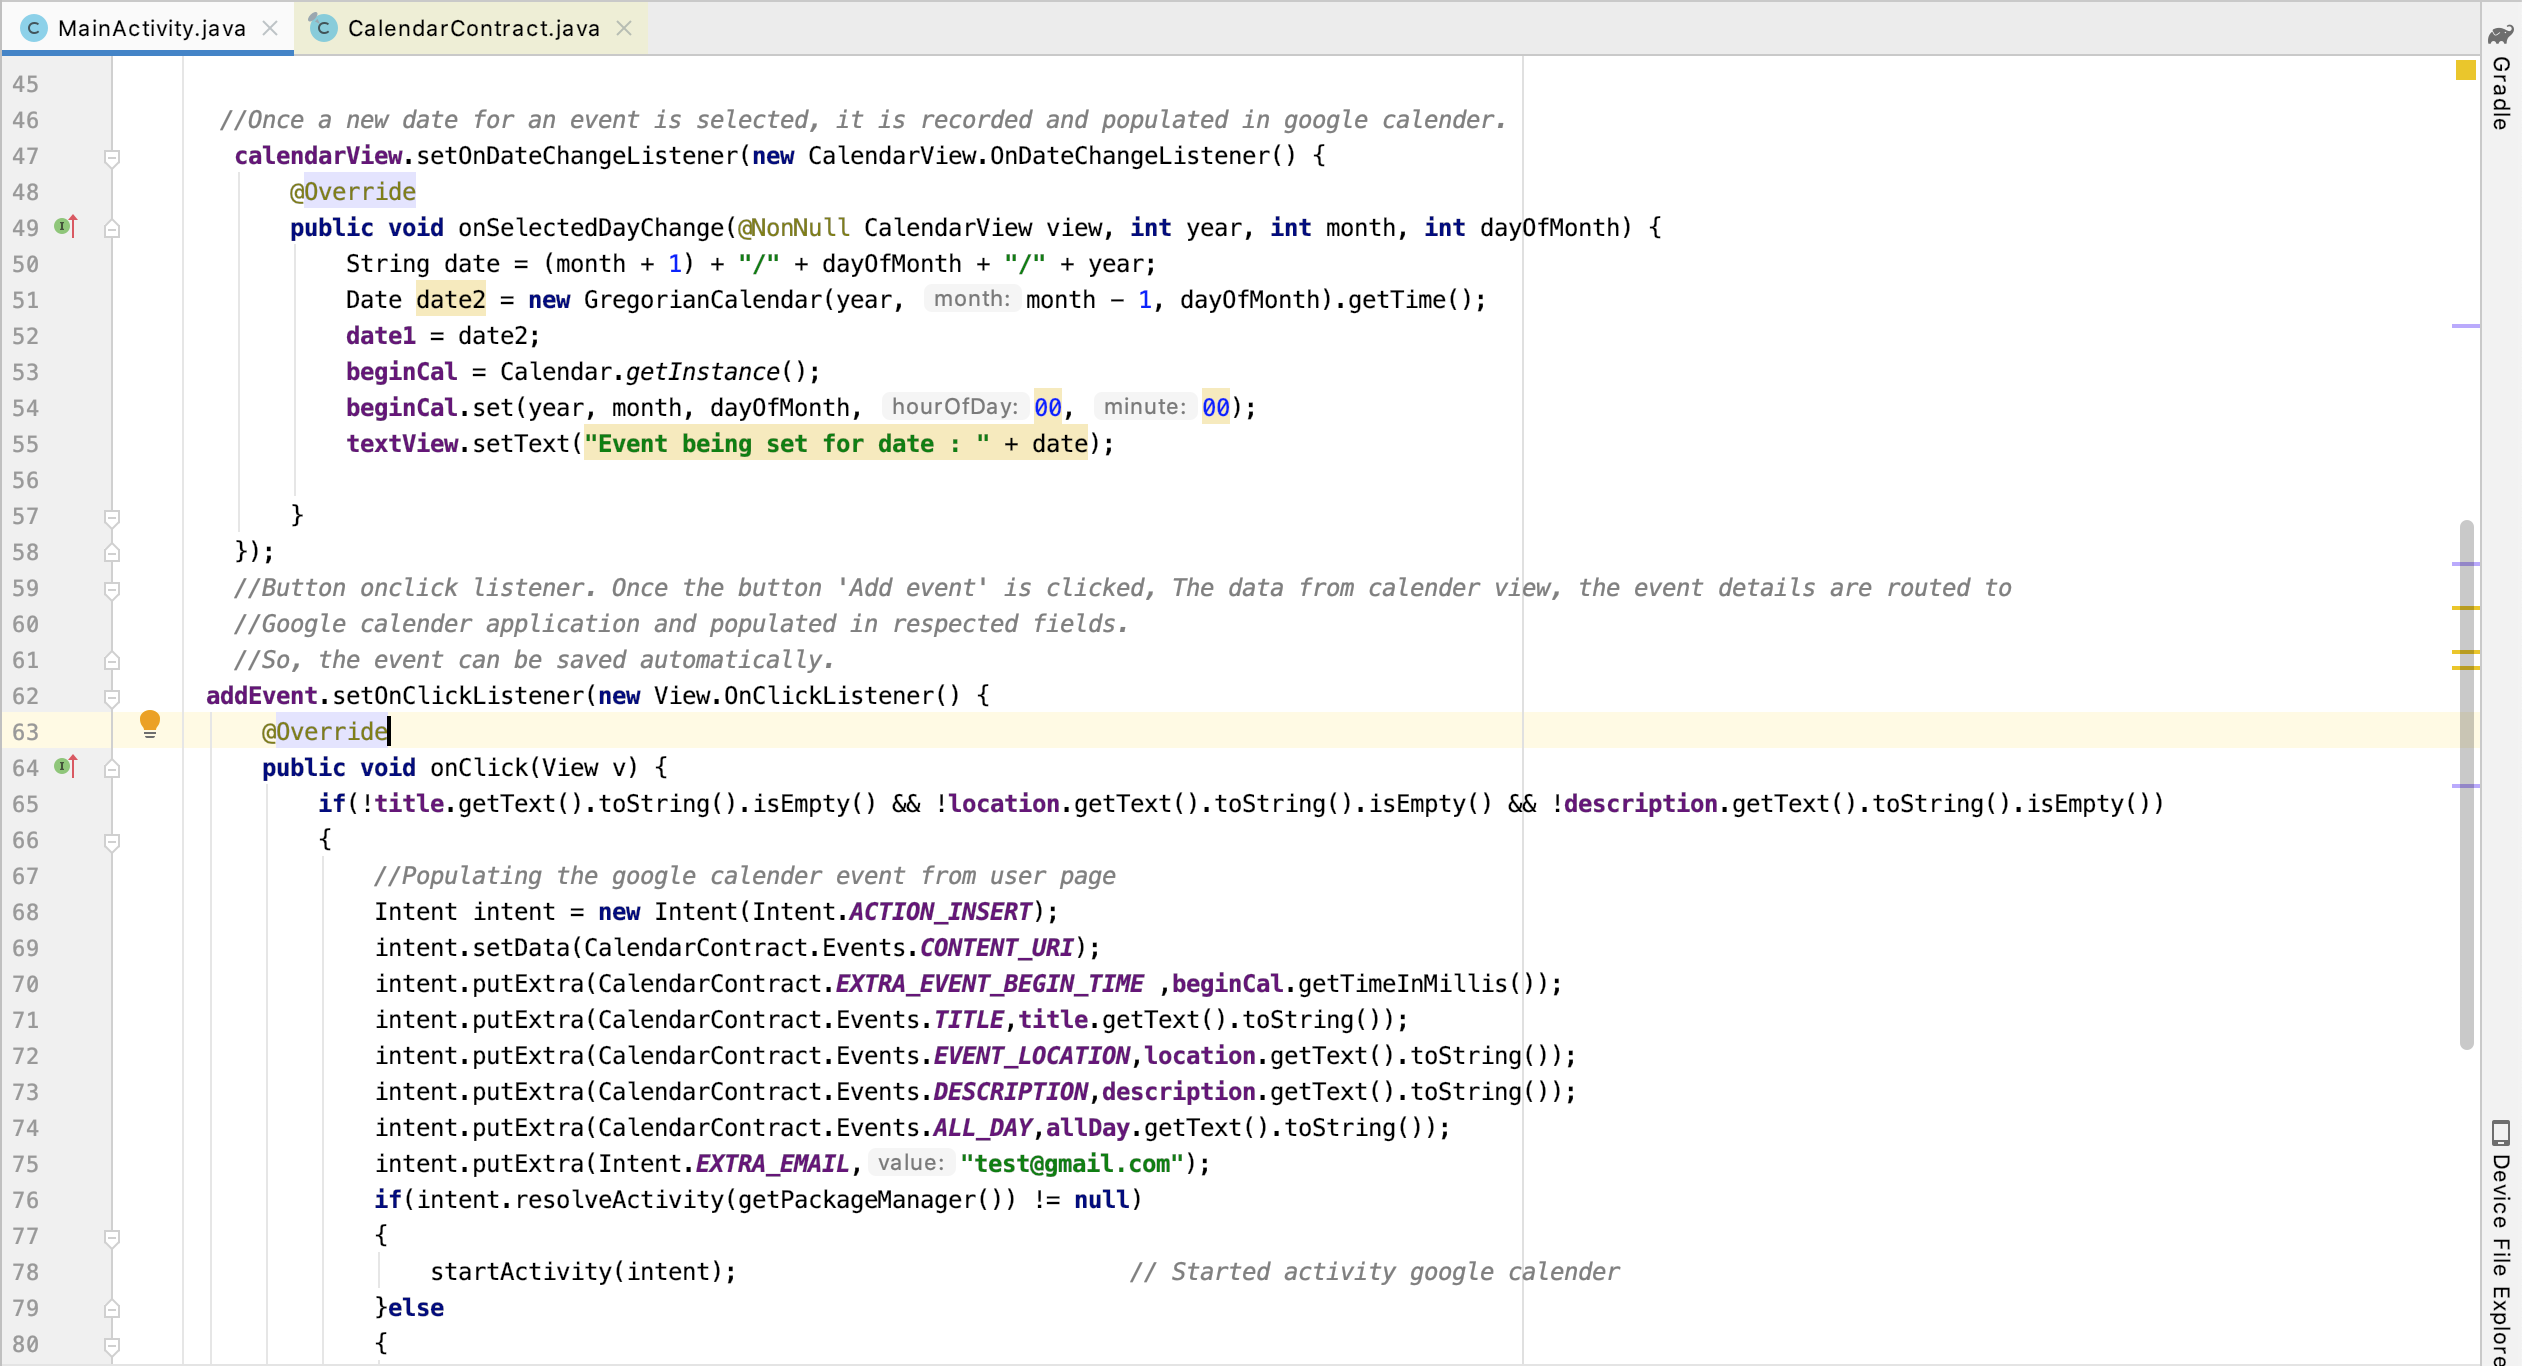 MainActivity.java
CalendarContract.java
45
46 //Once a new date for an event is selected, it is recorded and populated in google calender.
47 calendarView.setOnDateChangeListener(new CalendarView.OnDateChangeListener() {
48 @Override
49 public void onSelectedDayChange(@NonNull CalendarView view, int year, int month, int dayOfMonth) {
50 String date = (month + 1) + "/" + dayOfMonth + "/" + year;
51 Date date2 = new GregorianCalendar(year, month: month - 1, dayOfMonth).getTime();
52 date1 = date2;
53 beginCal = Calendar.getInstance();
54 beginCal.set(year, month, dayOfMonth, hourOfDay: 00, minute: 00);
55 textView.setText("Event being set for date : " + date);
56
57 }
58 });
59 //Button onclick listener. Once the button 'Add event' is clicked, The data from calender view, the event details are routed to
60 //Google calender application and populated in respected fields.
61 //So, the event can be saved automatically.
62 addEvent.setOnClickListener(new View.OnClickListener() {
63 @Override
64 public void onClick(View v) {
65 if(!title.getText().toString().isEmpty() && !location.getText().toString().isEmpty() && !description.getText().toString().isEmpty())
66 {
67 //Populating the google calender event from user page
68 Intent intent = new Intent(Intent.ACTION_INSERT);
69 intent.setData(CalendarContract.Events.CONTENT_URI);
70 intent.putExtra(CalendarContract.EXTRA_EVENT_BEGIN_TIME ,beginCal.getTimeInMillis());
71 intent.putExtra(CalendarContract.Events.TITLE,title.getText().toString());
72 intent.putExtra(CalendarContract.Events.EVENT_LOCATION,location.getText().toString());
73 intent.putExtra(CalendarContract.Events.DESCRIPTION,description.getText().toString());
74 intent.putExtra(CalendarContract.Events.ALL_DAY,allDay.getText().toString());
75 intent.putExtra(Intent.EXTRA_EMAIL, value: "test@gmail.com");
76 if(intent.resolveActivity(getPackageManager()) != null)
77 {
78 startActivity(intent); // Started activity google calender
79 }else
80 {
Gradle
Device File Explore